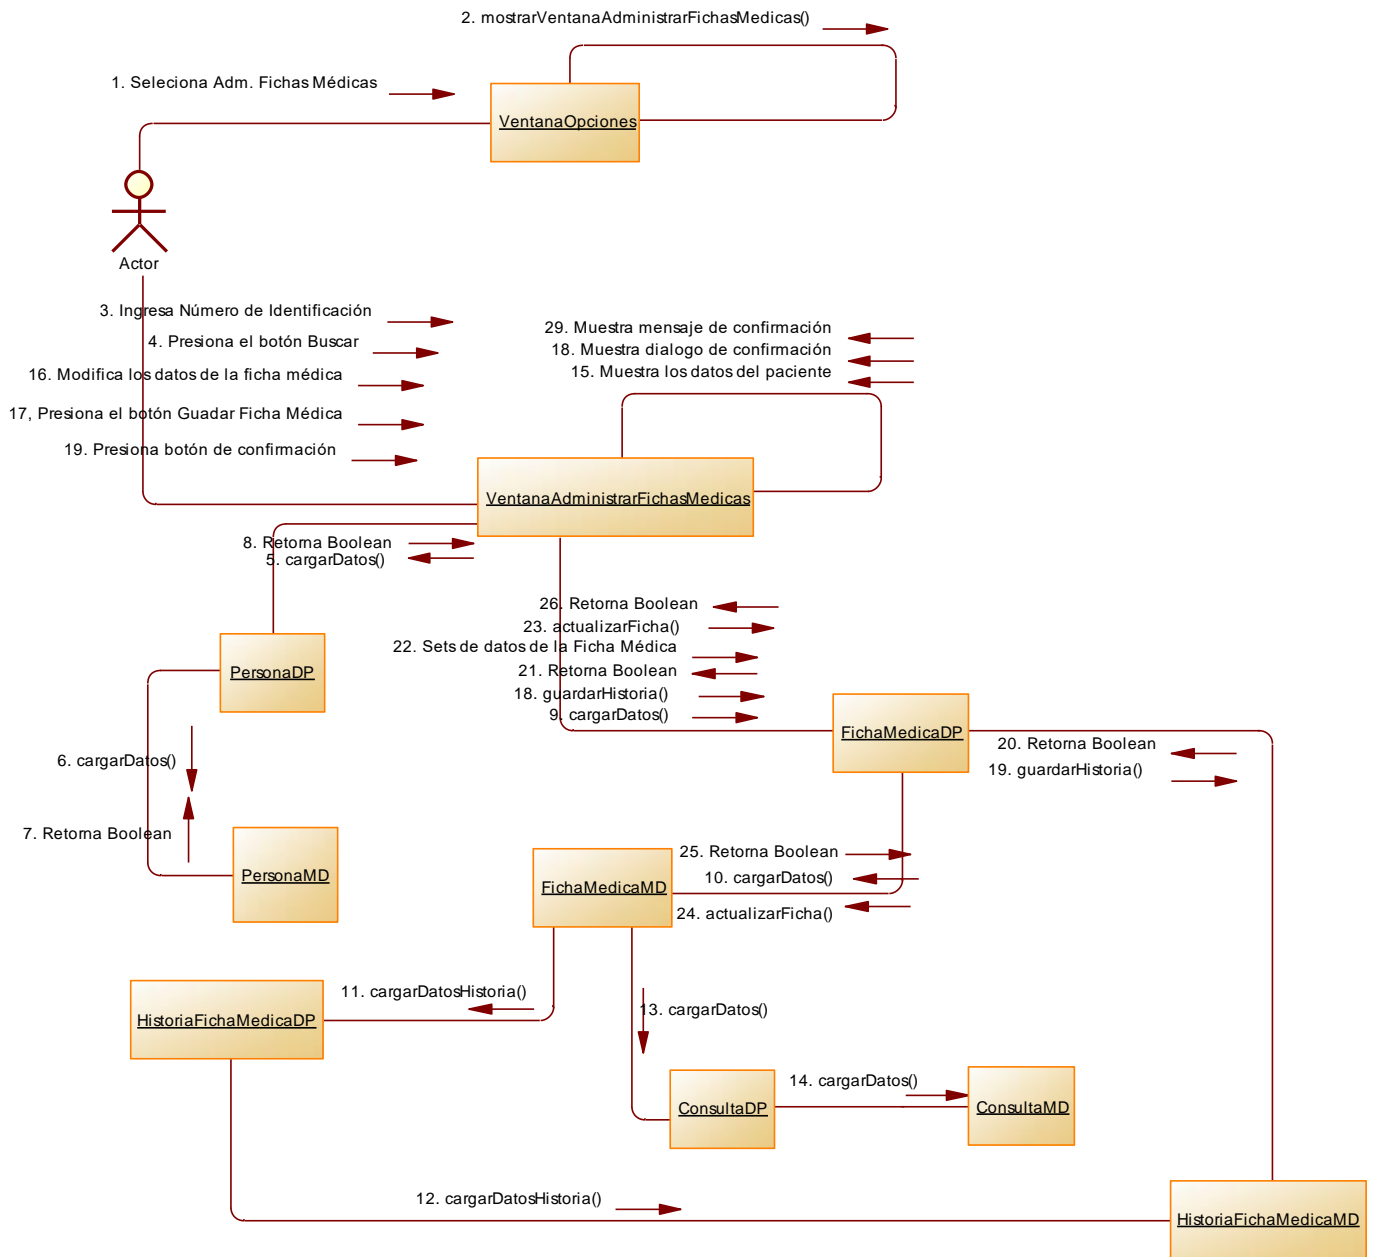 2. mostrarVentanaAdministrarFichasMedicas()
1. Seleciona Adm. Fichas Médicas
VentanaOpciones
Actor
3. Ingresa Número de Identificación
4. Presiona el botón Buscar
16. Modifica los datos de la ficha médica
17, Presiona el botón Guadar Ficha Médica
19. Presiona botón de confirmación
29. Muestra mensaje de confirmación
18. Muestra dialogo de confirmación
15. Muestra los datos del paciente
VentanaAdministrarFichasMedicas
8. Retorna Boolean
5. cargarDatos()
26. Retorna Boolean
23. actualizarFicha()
22. Sets de datos de la Ficha Médica
21. Retorna Boolean
18. guardarHistoria()
9. cargarDatos()
PersonaDP
FichaMedicaDP
20. Retorna Boolean
19. guardarHistoria()
6. cargarDatos()
7. Retorna Boolean
PersonaMD
25. Retorna Boolean
10. cargarDatos()
24. actualizarFicha()
FichaMedicaMD
11. cargarDatosHistoria()
HistoriaFichaMedicaDP
13. cargarDatos()
14. cargarDatos()
ConsultaDP
ConsultaMD
12. cargarDatosHistoria()
HistoriaFichaMedicaMD